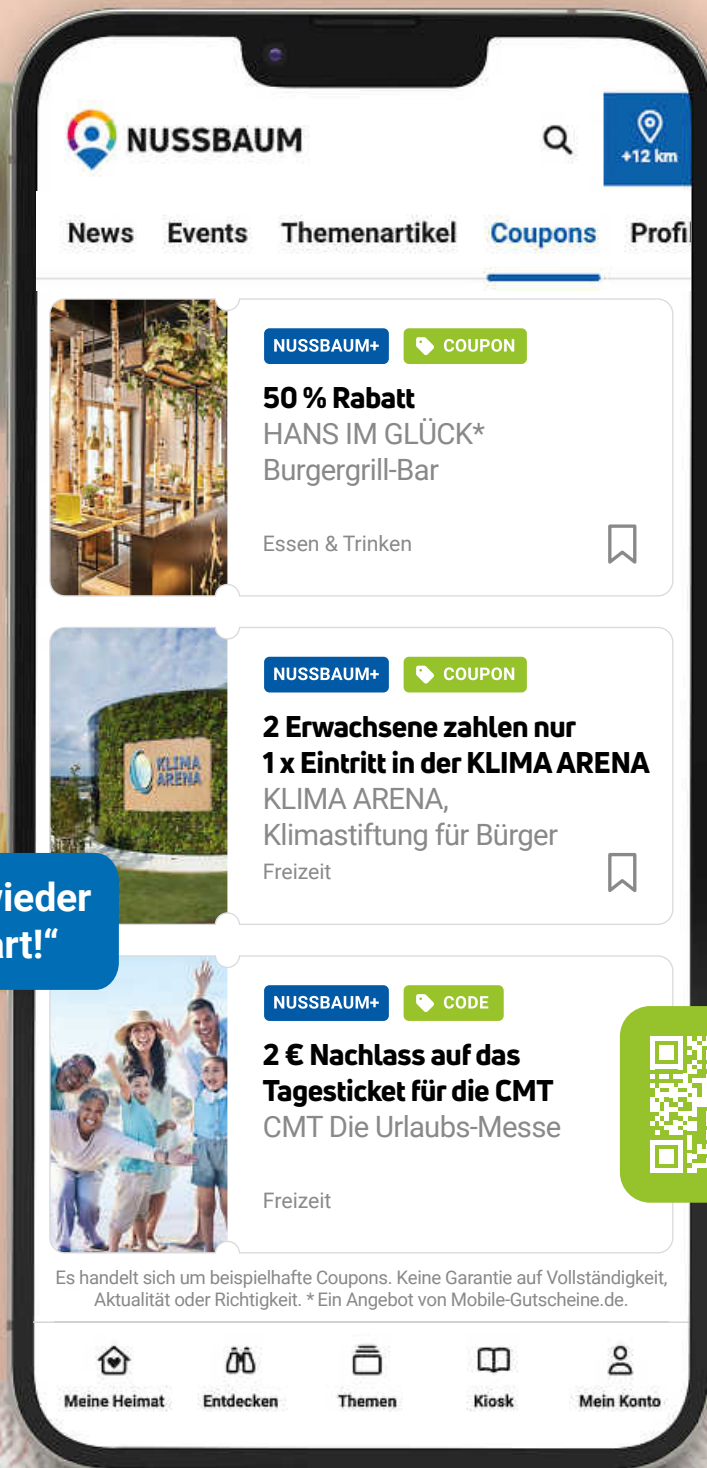 NUSSBAUM
+12 km
News Events Themenartikel Coupons
NUSSBAUM+ COUPON
50 % Rabatt
HANS IM GLÜCK*
Burgergrill-Bar
Essen & Trinken
KLIMA
ARENA
NUSSBAUM+ COUPON
2 Erwachsene zahlen nur
1 x Eintritt in der KLIMA ARENA
KLIMA ARENA,
Klimastiftung für Bürger
Freizeit
NUSSBAUM+ CODE
2 € Nachlass auf das
Tagesticket für die CMT
CMT Die Urlaubs-Messe
Freizeit
Es handelt sich um beispielhafte Coupons. Keine Garantie auf Vollständigkeit,
Aktualität oder Richtigkeit. * Ein Angebot von Mobile-Gutscheine.de.
Meine Heimat Entdecken Themen Kiosk Mein Konto